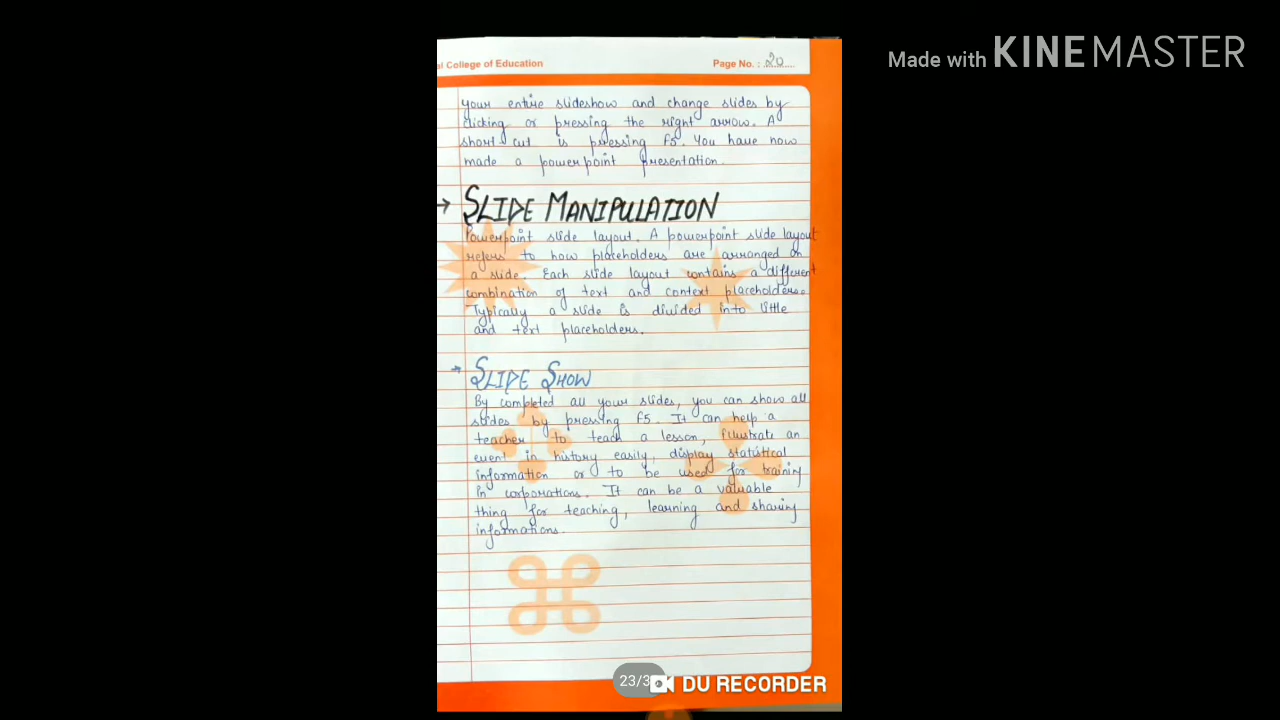 Made with KINEMASTER
al College of Education
Page No. : 20
your entire slideshow and change slides by
clicking or pressing the right arrow. A
short cut is pressing F5. You have now
made a powerpoint presentation.
→ SLIDE MANIPULATION
Powerpoint slide layout. A powerpoint slide layout
refers to how placeholders are arranged on
a slide. Each slide layout contains a different
combination of text and context placeholders.
Typically a slide is divided into little
and text placeholders.
→ SLIDE SHOW
By completed all your slides, you can show all
slides by pressing F5. It can help a
teacher to teach a lesson, illustrate an
event in history easily, display statistical
information or to be used for training
in corporations. It can be a valuable
thing for teaching, learning and sharing
informations.
23/3
DU RECORDER